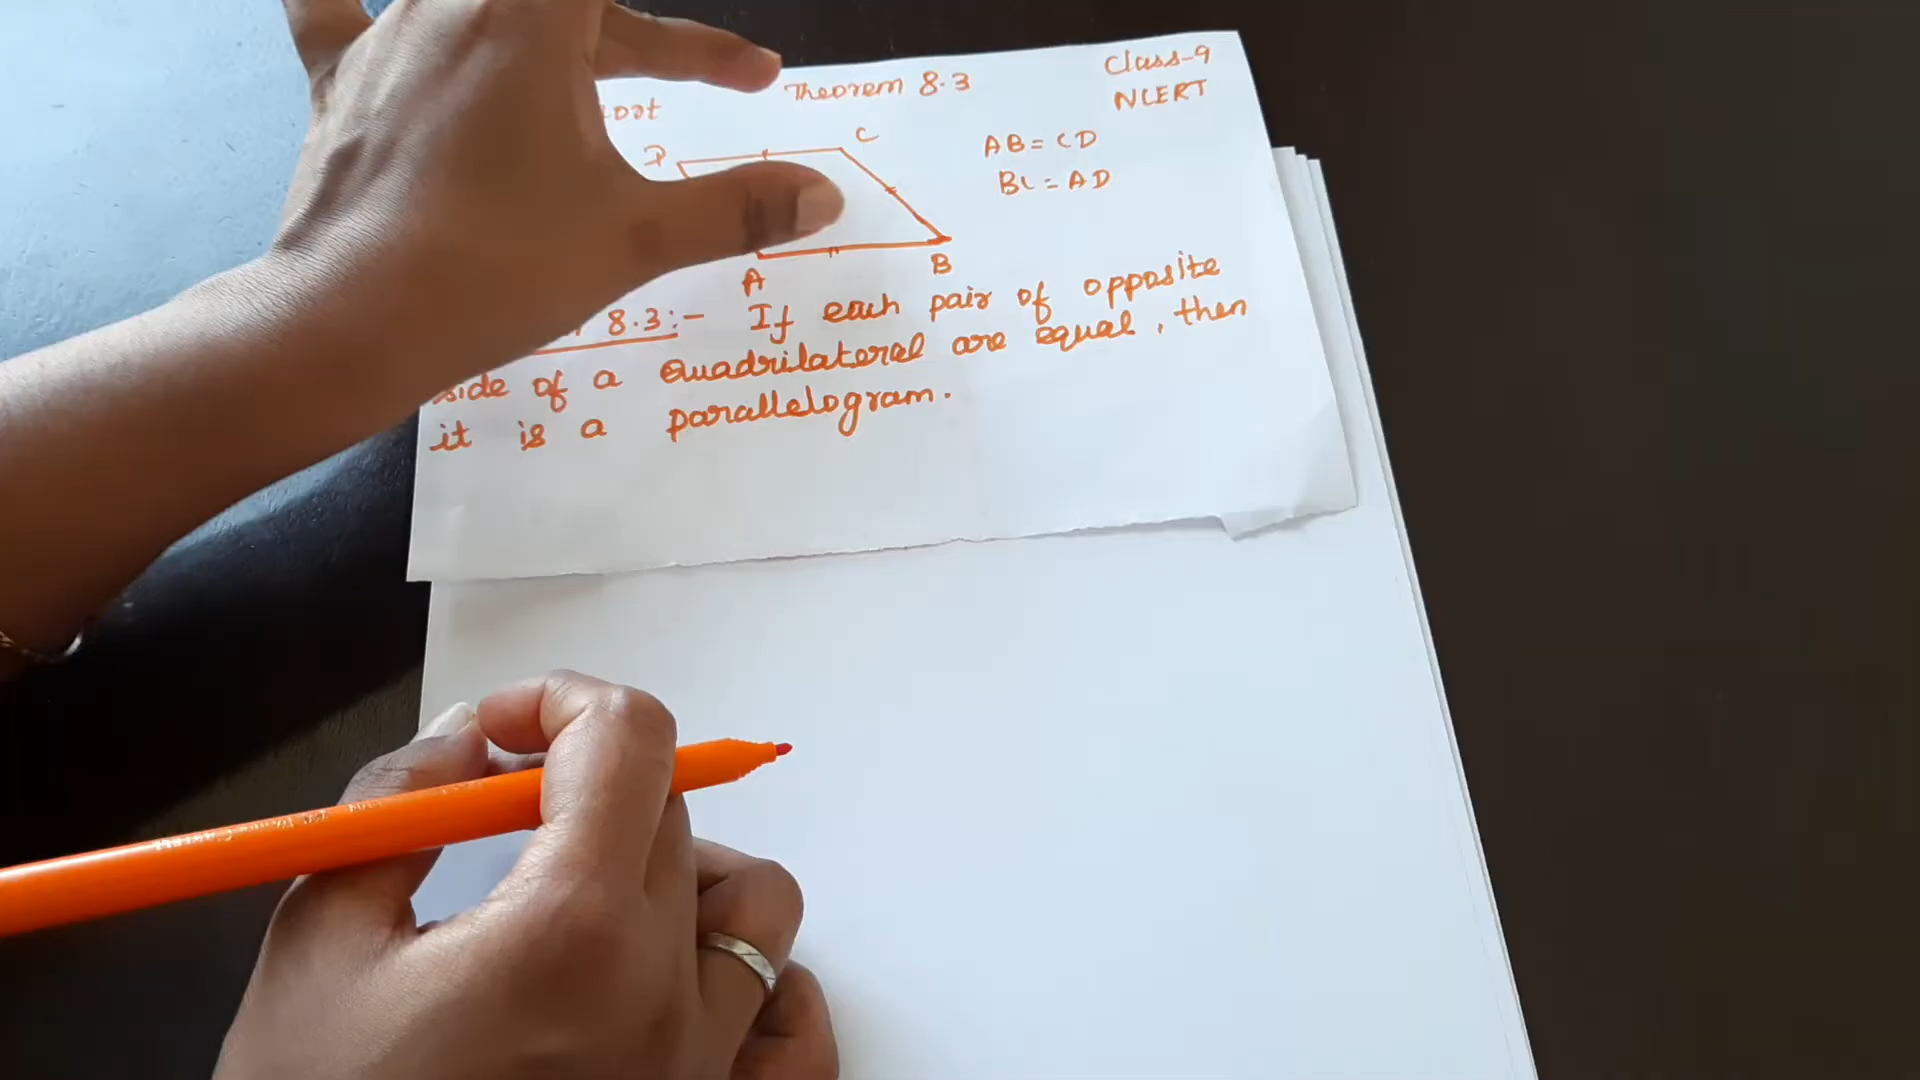 Theorem 8.3
Class-9
NCERT
D
C
AB = CD
BC = AD
A
B
8.3:- If each pair of opposite
side of a Quadrilateral are equal, then
it is a parallelogram.